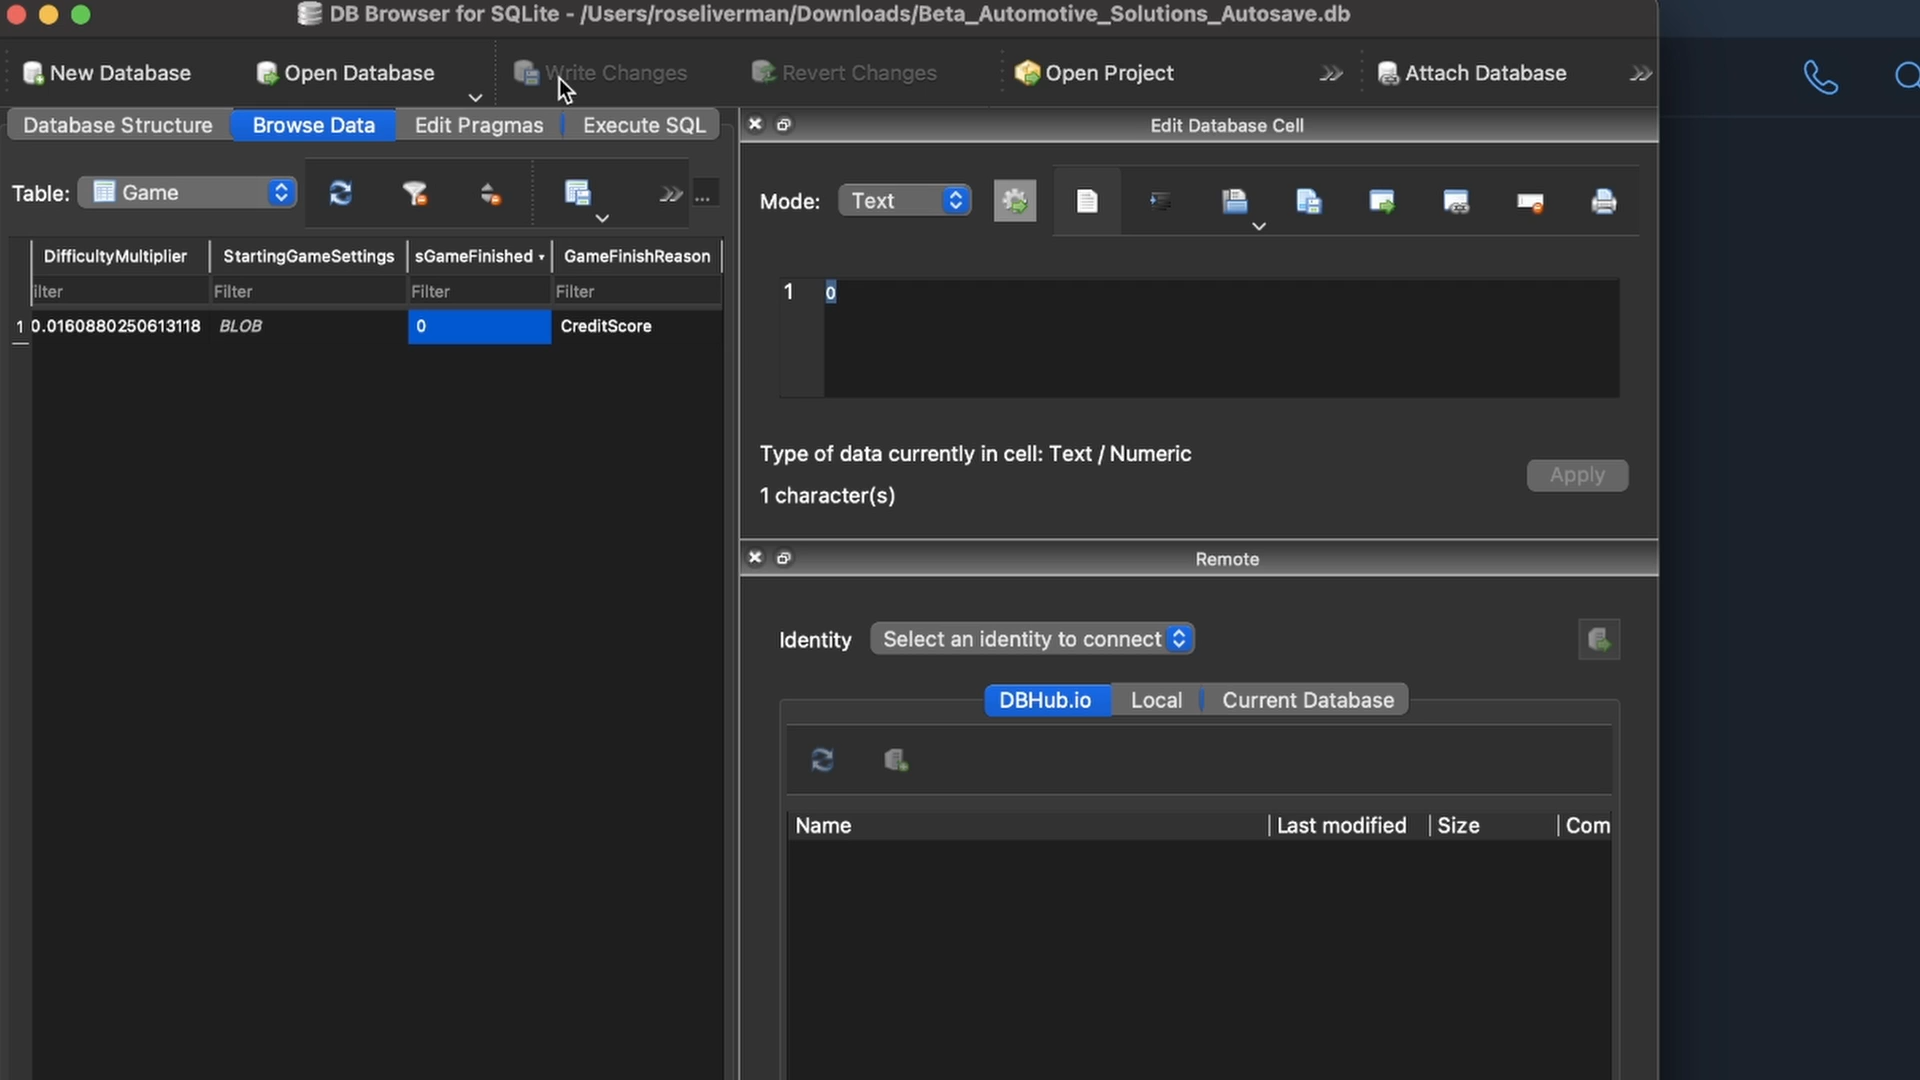 DB Browser for SQLite - /Users/roseliverman/Downloads/Beta_Automotive_Solutions_Autosave.db
New Database Open Database Write Changes Revert Changes Open Project Attach Database
Database Structure Browse Data Edit Pragmas Execute SQL
Edit Database Cell
Table: Game ...
Mode: Text
DifficultyMultiplier StartingGameSettings sGameFinished GameFinishReason
ilter Filter Filter Filter
1 0.0160880250613118 BLOB 0 CreditScore
1 0
Type of data currently in cell: Text / Numeric
1 character(s)
Apply
Remote
Identity Select an identity to connect
DBHub.io Local Current Database
Name Last modified Size Com